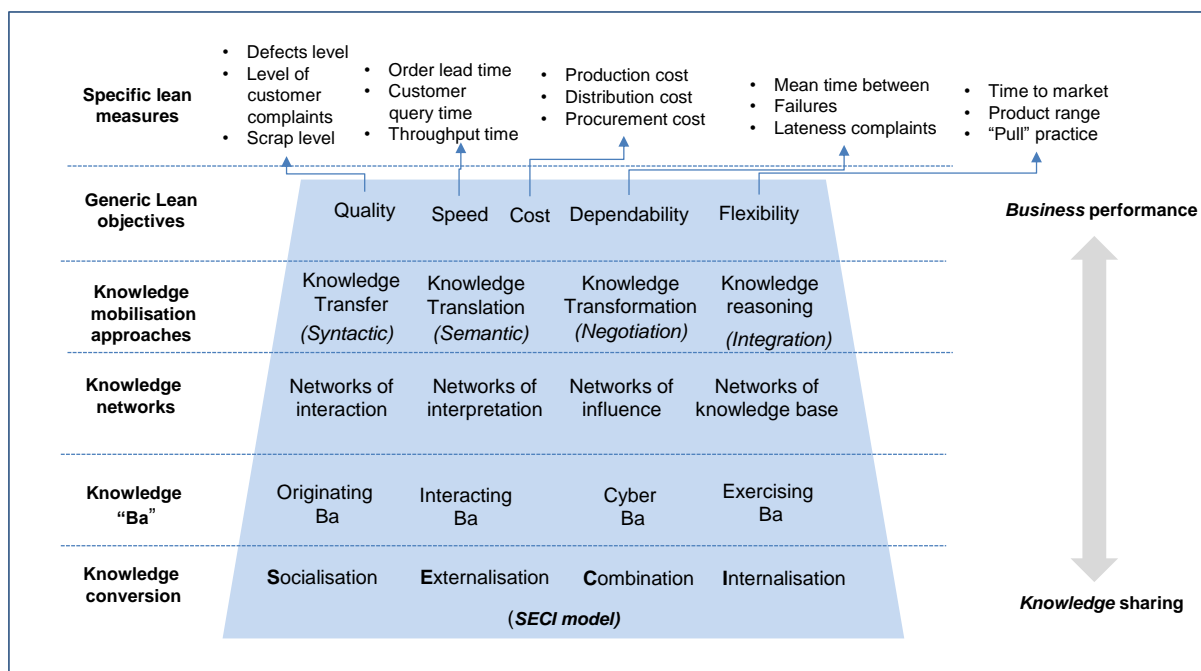 • Defects level
• Level of
customer
complaints
• Scrap level
• Order lead time
• Customer
query time
• Throughput time
• Production cost
• Distribution cost
• Procurement cost
• Mean time between
• Failures
• Lateness complaints
• Time to market
• Product range
• “Pull” practice
Specific lean
measures
Generic Lean
objectives
Quality
Speed
Cost
Dependability
Flexibility
Business performance
Knowledge
mobilisation
approaches
Knowledge
Transfer
(Syntactic)
Knowledge
Translation
(Semantic)
Knowledge
Transformation
(Negotiation)
Knowledge
reasoning
(Integration)
Knowledge
networks
Networks of
interaction
Networks of
interpretation
Networks of
influence
Networks of
knowledge base
Knowledge
“Ba”
Originating
Ba
Interacting
Ba
Cyber
Ba
Exercising
Ba
Knowledge
conversion
Socialisation
Externalisation
Combination
Internalisation
(SECI model)
Knowledge sharing